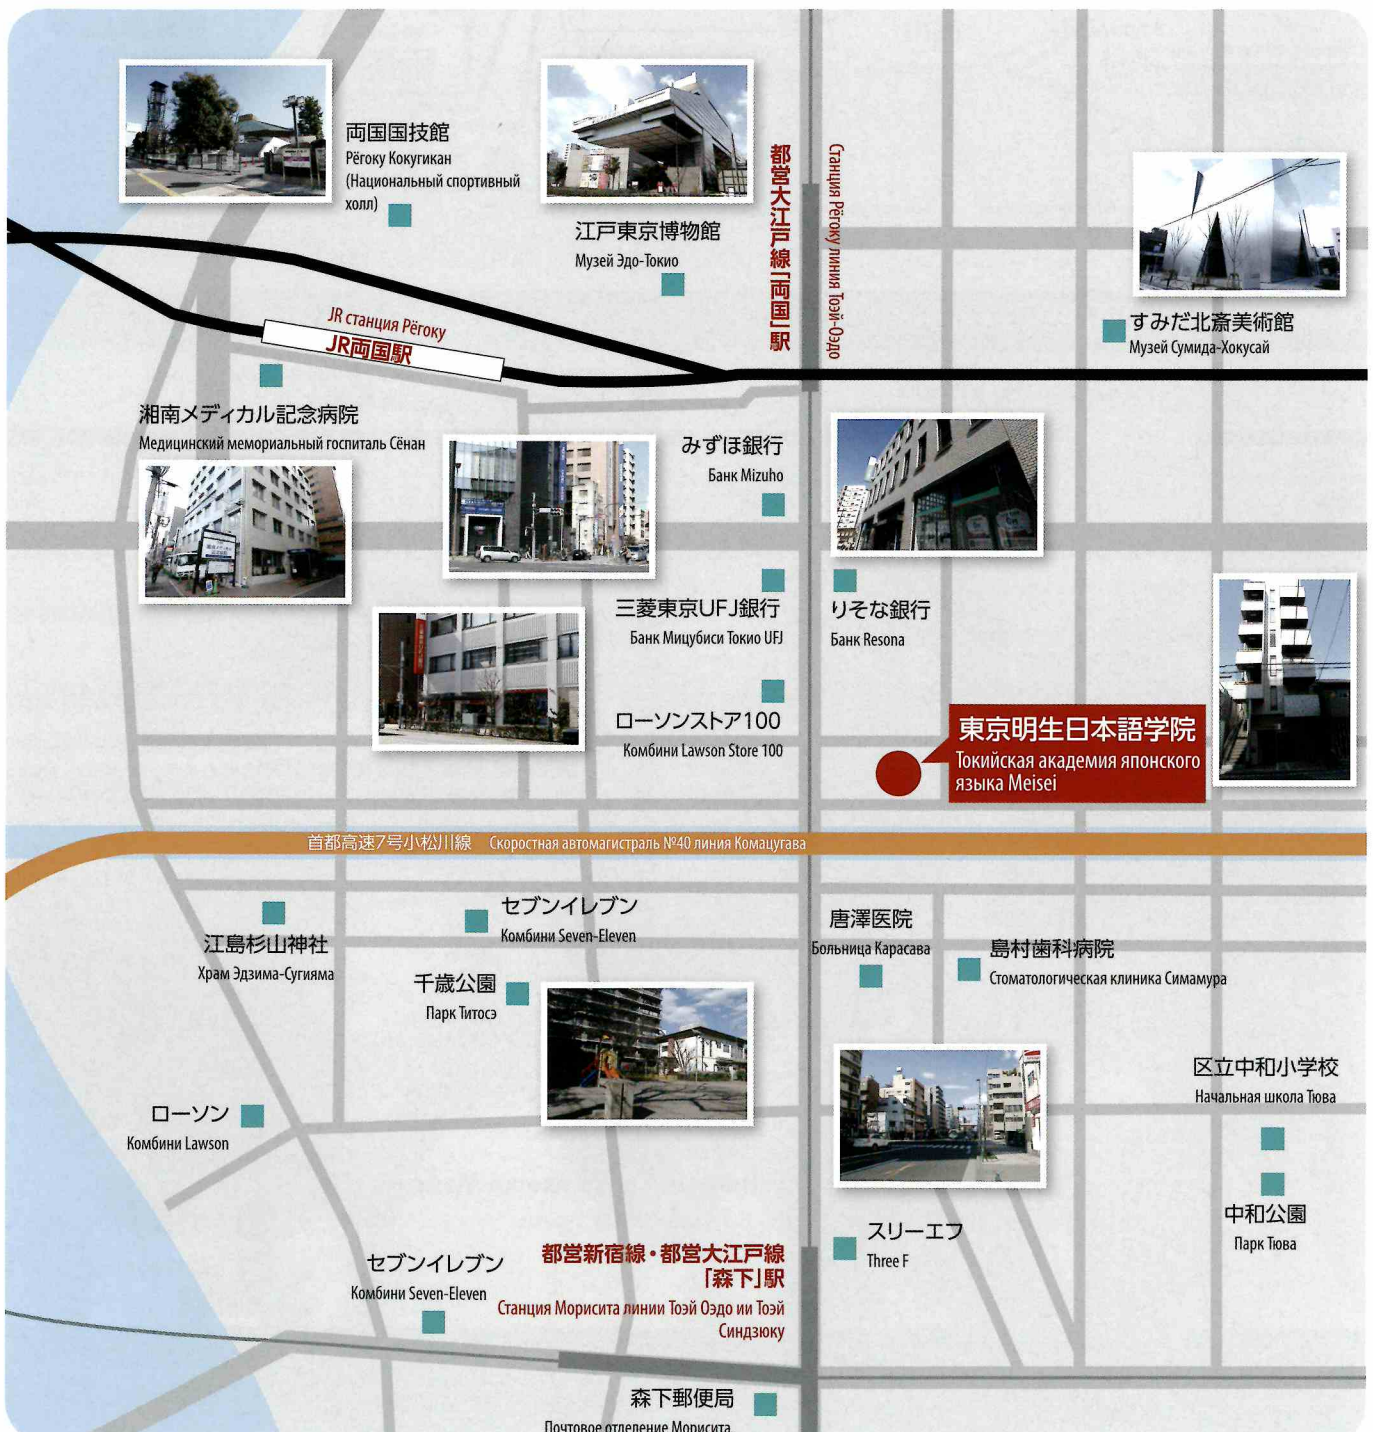 両国国技館
Рёгоку Кокугикан
(Национальный спортивный
холл)
江戸東京博物館
Музей Эдо-Токио
都営大江戸線「両国」駅
Станция Рёгоку линия Тоэй-Оэдо
すみだ北斎美術館
Музей Сумида-Хокусай
JR станция Рёгоку
JR両国駅
湘南メディカル記念病院
Медицинский мемориальный госпиталь Сёнан
みずほ銀行
Банк Mizuho
三菱東京UFJ銀行
Банк Мицубиси Токио UFJ
りそな銀行
Банк Resona
ローソンストア100
Комбини Lawson Store 100
東京明生日本語学院
Токийская академия японского
языка Meisei
首都高速7号小松川線 Скоростная автомагистраль №40 линия Комацугава
江島杉山神社
Храм Эдзима-Сугияма
セブンイレブン
Комбини Seven-Eleven
千歳公園
Парк Титосэ
唐澤医院
Больница Карасава
島村歯科病院
Стоматологическая клиника Симамура
ローソン
Комбини Lawson
区立中和小学校
Начальная школа Тюва
中和公園
Парк Тюва
スリーエフ
Three F
セブンイレブン
Комбини Seven-Eleven
都営新宿線・都営大江戸線
「森下」駅
Станция Морисита линии Тоэй Оэдо ии Тоэй
Синдзюку
森下郵便局
Почтовое отделение Морисита